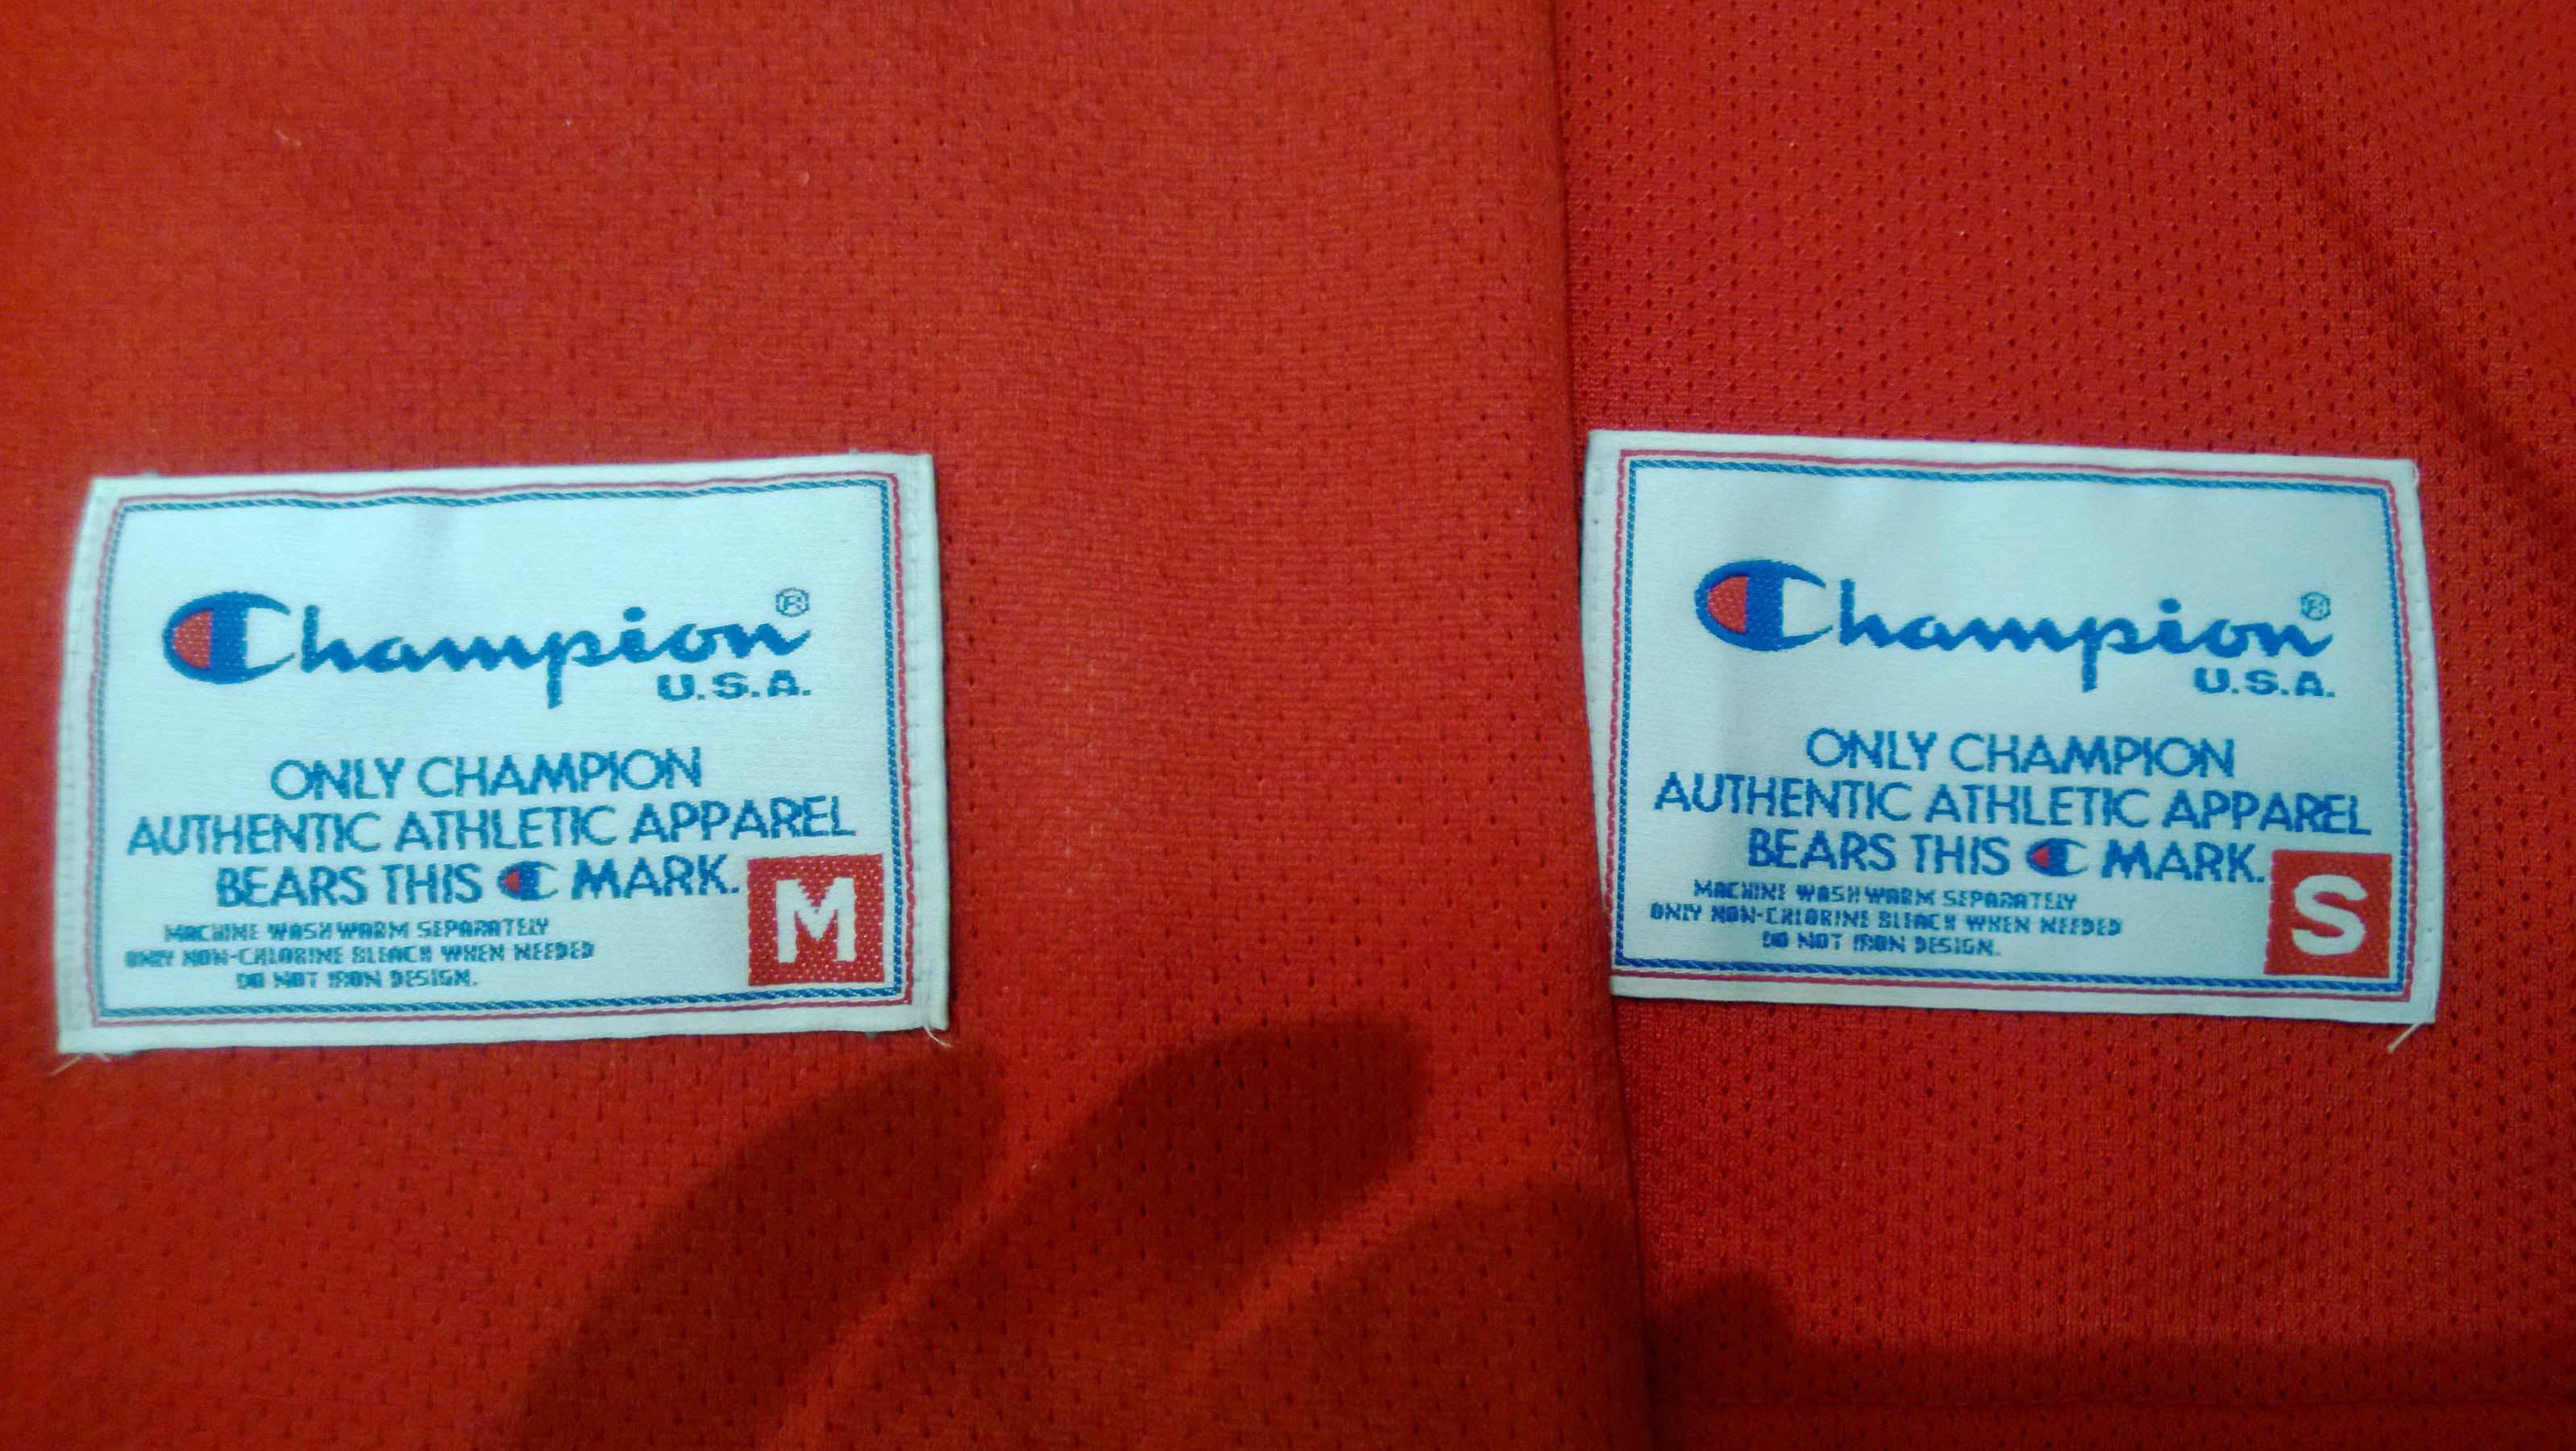 Champion®
U.S.A.
ONLY CHAMPION
AUTHENTIC ATHLETIC APPAREL
BEARS THIS C MARK.
MACHINE WASH WARM SEPARATELY
ONLY NON-CHLORINE BLEACH WHEN NEEDED
DO NOT IRON DESIGN.
M
Champion®
U.S.A.
ONLY CHAMPION
AUTHENTIC ATHLETIC APPAREL
BEARS THIS C MARK.
MACHINE WASH WARM SEPARATELY
ONLY NON-CHLORINE BLEACH WHEN NEEDED
DO NOT IRON DESIGN.
S